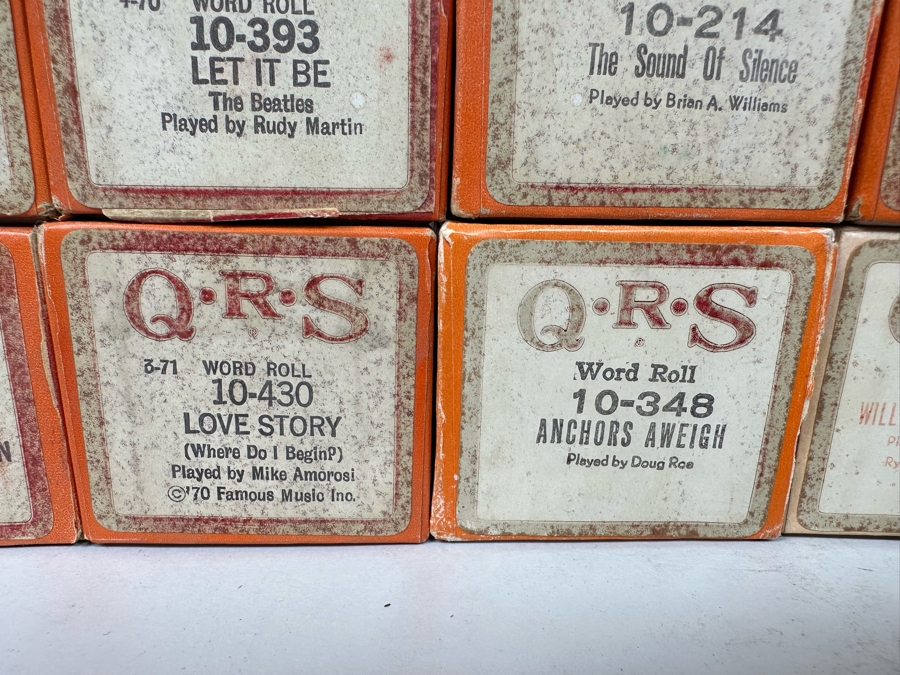 4-70 WORD ROLL
10-393
LET IT BE
The Beatles
Played by Rudy Martin
10-214
The Sound Of Silence
Played by Brian A. Williams
N
Q·R·S
®
3-71 WORD ROLL
10-430
LOVE STORY
(Where Do I Begin?)
Played by Mike Amorosi
©'70 Famous Music Inc.
Q·R·S
®
Word Roll
10-348
ANCHORS AWEIGH
Played by Doug Roe
WILL